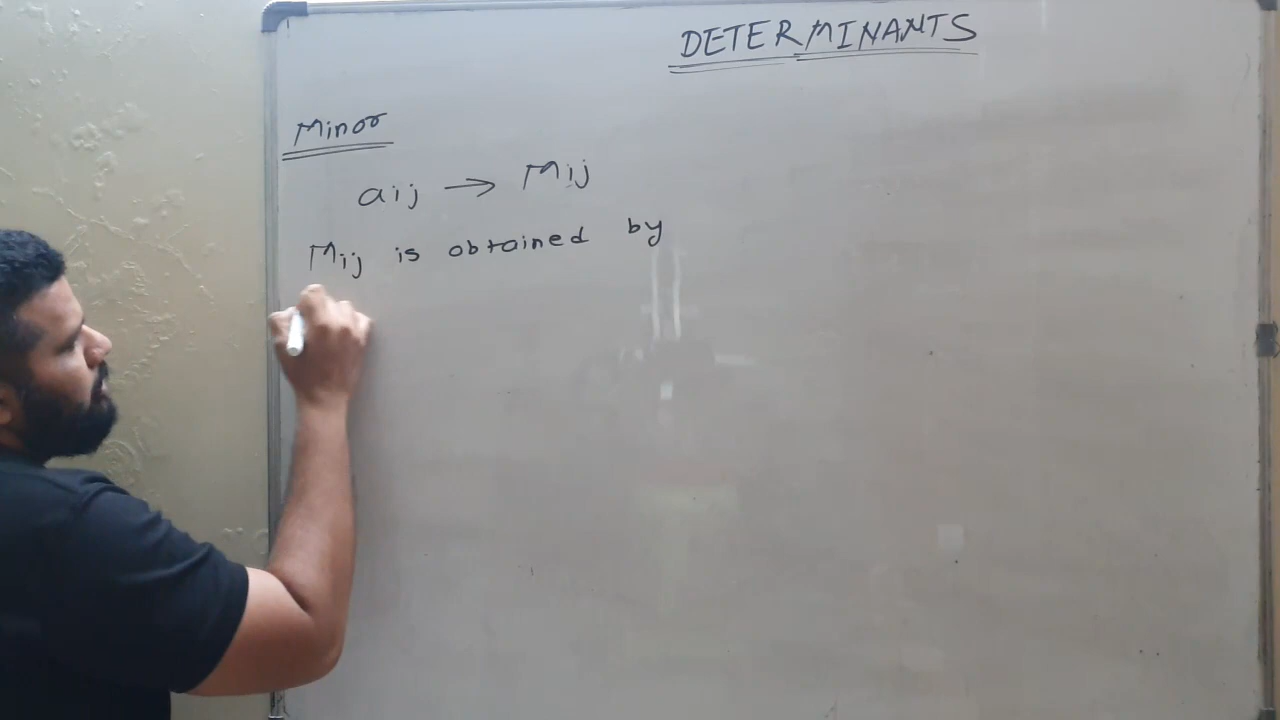 DETERMINANTS
Minor
aij → Mij
Mij is obtained by